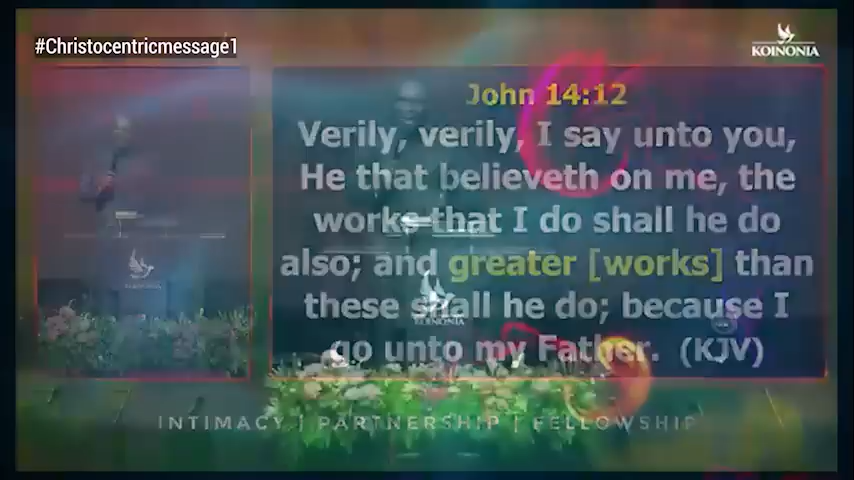 #Christocentricmessage1
KOINONIA
John 14:12
Verily, verily, I say unto you,
He that believeth on me, the
works that I do shall he do
also; and greater [works] than
these shall he do; because I
go unto my Father. (KJV)
KOINONIA
KOINONIA
INTIMACY | PARTNERSHIP | FELLOWSHIP